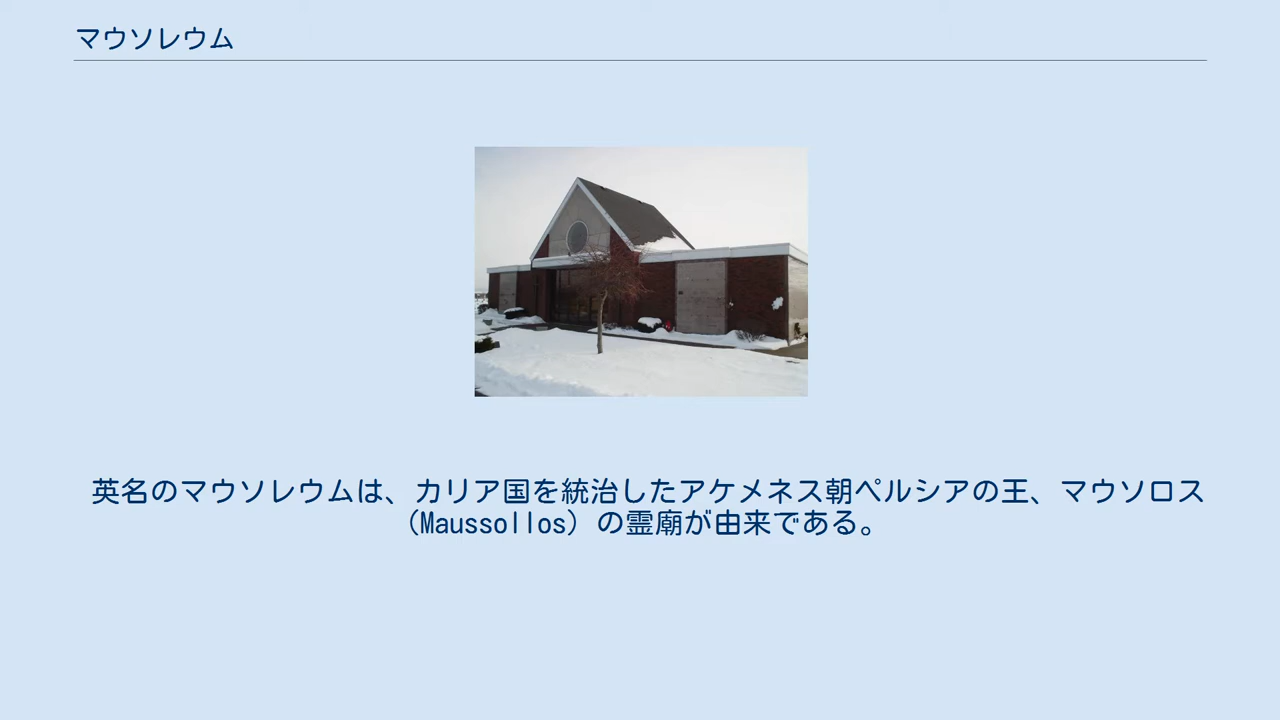 マウソレウム
英名のマウソレウムは、カリア国を統治したアケメネス朝ペルシアの王、マウソロス
（Maussollos）の霊廟が由来である。